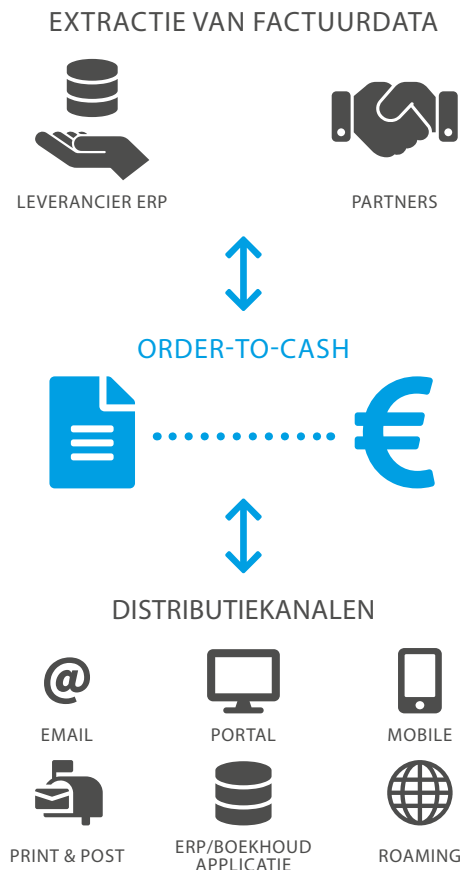 EXTRACTIE VAN FACTUURDATA
LEVERANCIER ERP
PARTNERS
ORDER-TO-CASH
DISTRIBUTIEKANALEN
@
EMAIL
PORTAL
MOBILE
PRINT & POST
ERP/BOEKHOUD
APPLICATIE
ROAMING